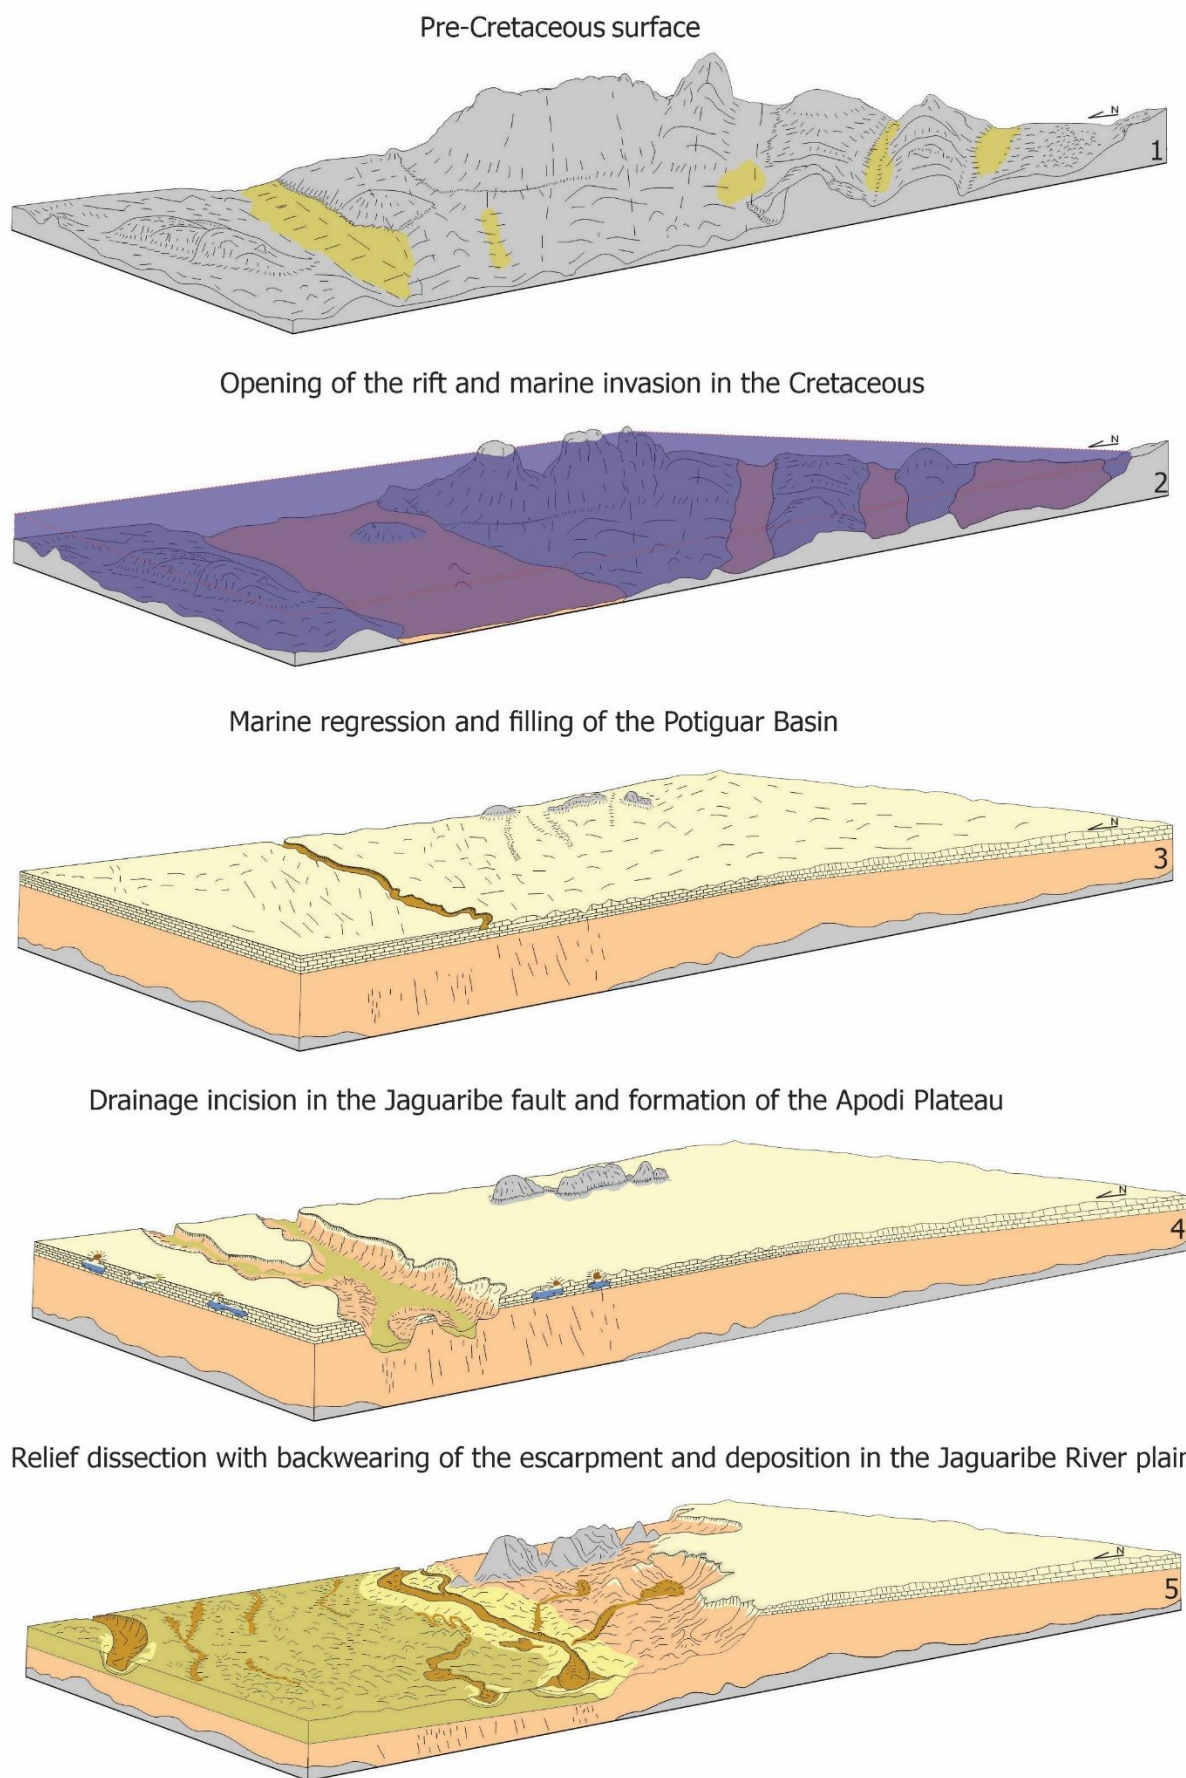 Pre-Cretaceous surface
N
1
Opening of the rift and marine invasion in the Cretaceous
N
2
Marine regression and filling of the Potiguar Basin
N
3
Drainage incision in the Jaguaribe fault and formation of the Apodi Plateau
N
4
Relief dissection with backwearing of the escarpment and deposition in the Jaguaribe River plain
N
5